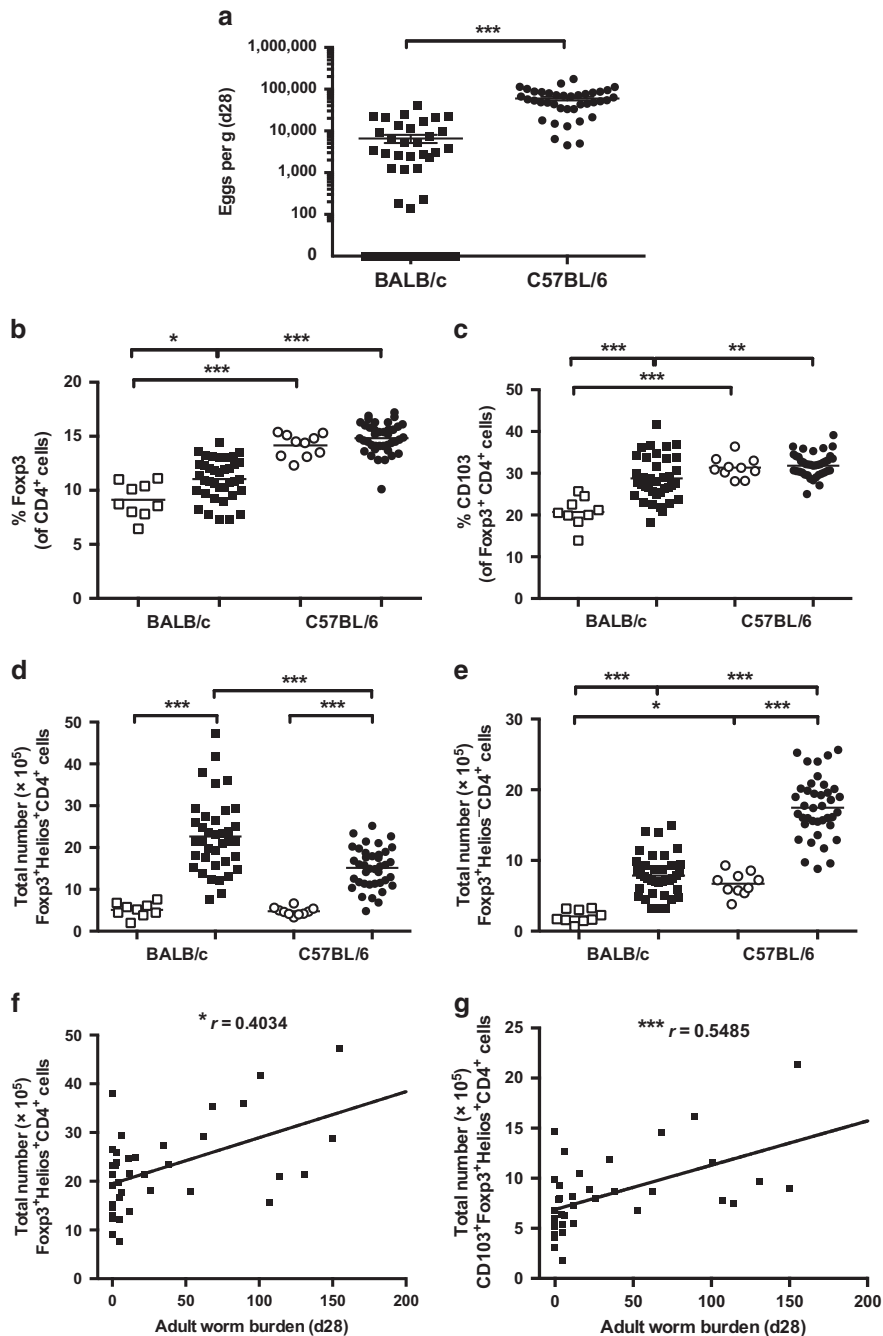 a
***
1,000,000
100,000
10,000
1,000
100
0
Eggs per g (d28)
BALB/c
C57BL/6
b
*
***
***
20
15
10
5
0
% Foxp3
(of CD4⁺ cells)
BALB/c
C57BL/6
c
***
**
***
50
40
30
20
10
0
% CD103
(of Foxp3⁺ CD4⁺ cells)
BALB/c
C57BL/6
d
***
***
***
50
40
30
20
10
0
Total number (× 10⁵)
Foxp3⁺Helios⁺CD4⁺ cells
BALB/c
C57BL/6
e
***
***
*
***
30
20
10
0
Total number (× 10⁵)
Foxp3⁺Helios⁻CD4⁺ cells
BALB/c
C57BL/6
f
* r = 0.4034
50
40
30
20
10
0
Total number (× 10⁵)
Foxp3⁺Helios⁺CD4⁺ cells
0
50
100
150
200
Adult worm burden (d28)
g
*** r = 0.5485
25
20
15
10
5
0
Total number (× 10⁵)
CD103⁺Foxp3⁺Helios⁺CD4⁺ cells
0
50
100
150
200
Adult worm burden (d28)